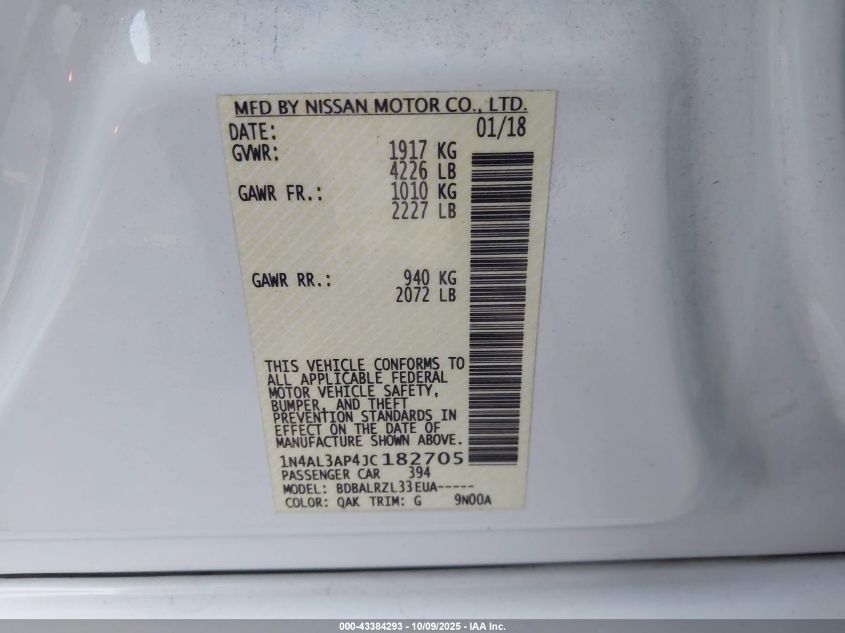 MFD BY NISSAN MOTOR CO., LTD.
DATE: 01/18
GVWR: 1917 KG
4226 LB
GAWR FR.: 1010 KG
2227 LB
GAWR RR.: 940 KG
2072 LB
THIS VEHICLE CONFORMS TO
ALL APPLICABLE FEDERAL
MOTOR VEHICLE SAFETY,
BUMPER, AND THEFT
PREVENTION STANDARDS IN
EFFECT ON THE DATE OF
MANUFACTURE SHOWN ABOVE.
1N4AL3AP4JC182705
PASSENGER CAR 394
MODEL: BDBALRZL33EUA-----
COLOR: QAK TRIM: G 9N00A
000-43384293 - 10/09/2025 - IAA Inc.